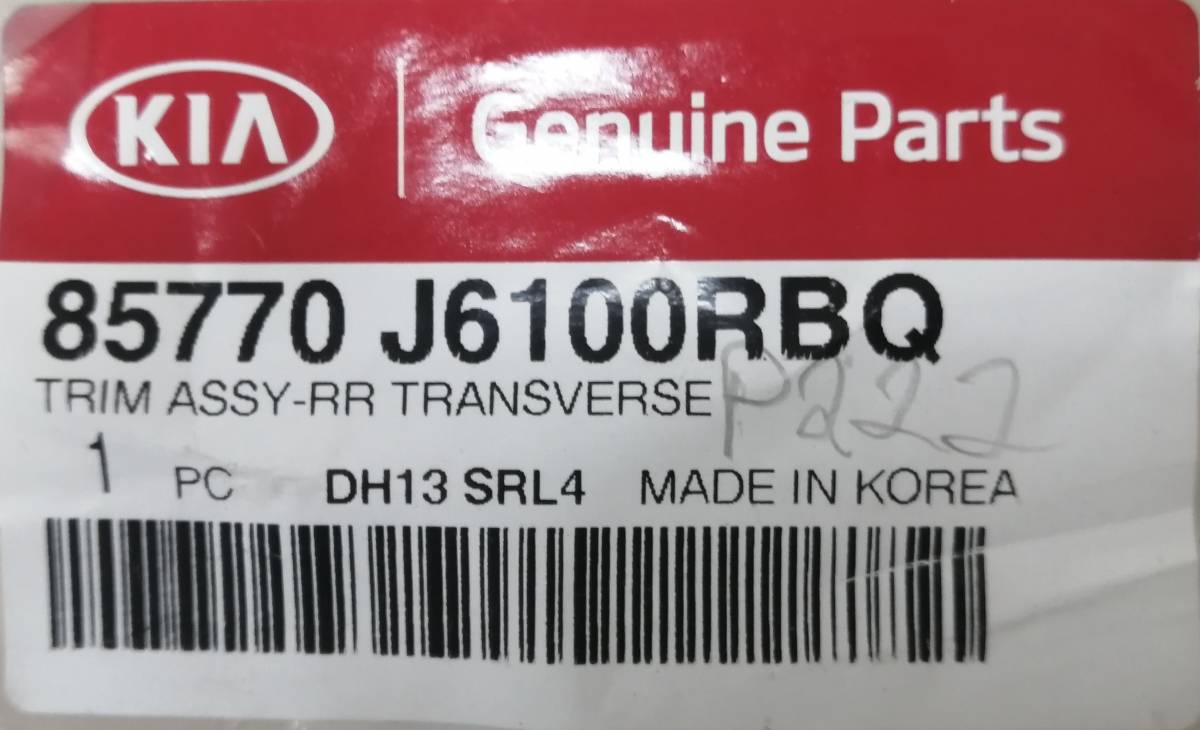 KIA Genuine Parts
85770 J6100RBQ
TRIM ASSY-RR TRANSVERSE
P222
1 PC DH13 SRL4 MADE IN KOREA